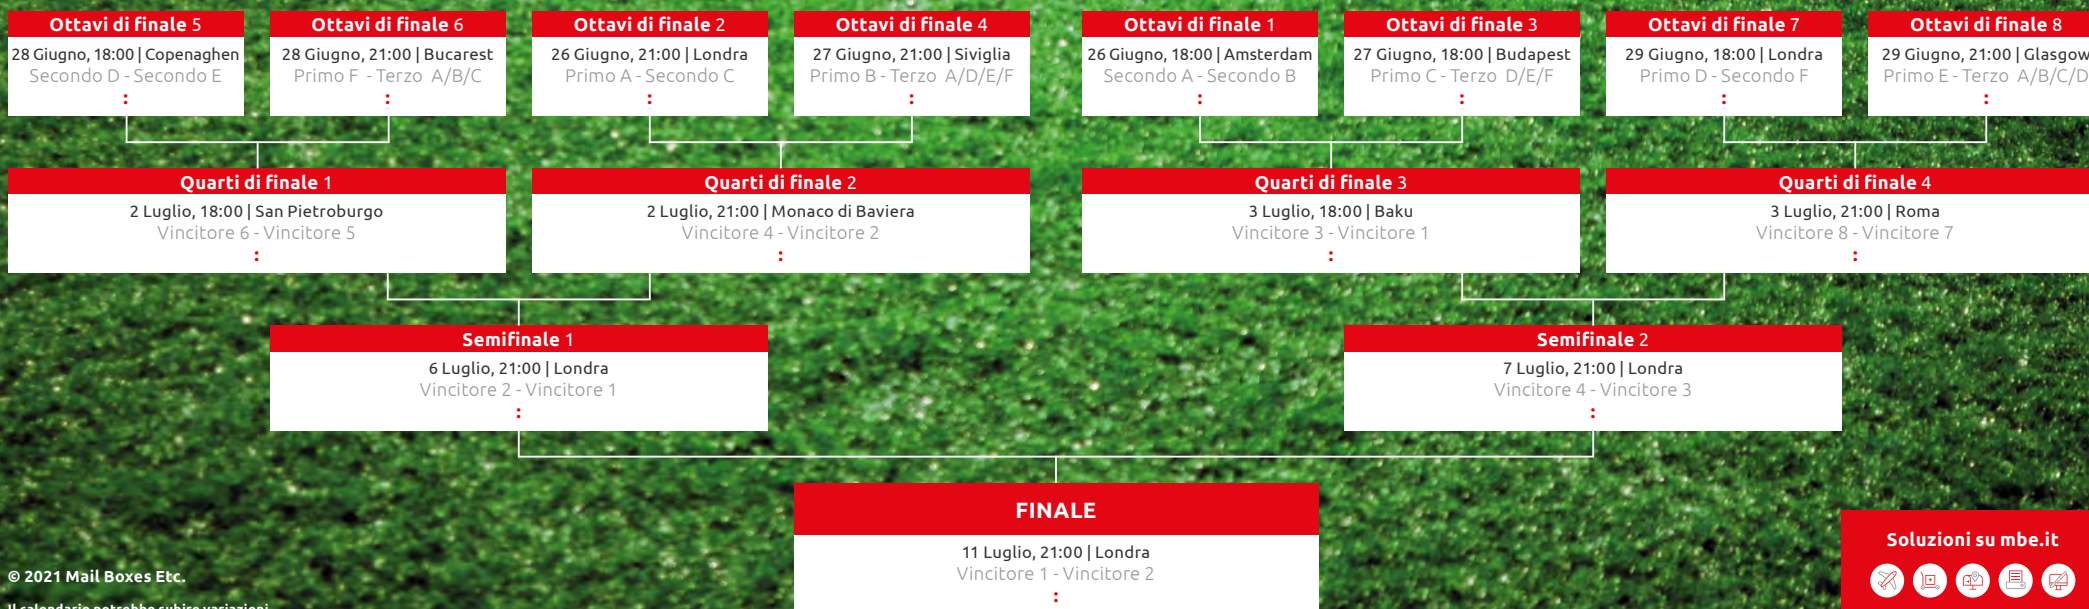 Ottavi di finale 5
28 Giugno, 18:00 | Copenaghen
Secondo D - Secondo E
:
Ottavi di finale 6
28 Giugno, 21:00 | Bucarest
Primo F - Terzo A/B/C
:
Ottavi di finale 2
26 Giugno, 21:00 | Londra
Primo A - Secondo C
:
Ottavi di finale 4
27 Giugno, 21:00 | Siviglia
Primo B - Terzo A/D/E/F
:
Ottavi di finale 1
26 Giugno, 18:00 | Amsterdam
Secondo A - Secondo B
:
Ottavi di finale 3
27 Giugno, 18:00 | Budapest
Primo C - Terzo D/E/F
:
Ottavi di finale 7
29 Giugno, 18:00 | Londra
Primo D - Secondo F
:
Ottavi di finale 8
29 Giugno, 21:00 | Glasgow
Primo E - Terzo A/B/C/D
:
Quarti di finale 1
2 Luglio, 18:00 | San Pietroburgo
Vincitore 6 - Vincitore 5
:
Quarti di finale 2
2 Luglio, 21:00 | Monaco di Baviera
Vincitore 4 - Vincitore 2
:
Quarti di finale 3
3 Luglio, 18:00 | Baku
Vincitore 3 - Vincitore 1
:
Quarti di finale 4
3 Luglio, 21:00 | Roma
Vincitore 8 - Vincitore 7
:
Semifinale 1
6 Luglio, 21:00 | Londra
Vincitore 2 - Vincitore 1
:
Semifinale 2
7 Luglio, 21:00 | Londra
Vincitore 4 - Vincitore 3
:
FINALE
11 Luglio, 21:00 | Londra
Vincitore 1 - Vincitore 2
:
Soluzioni su mbe.it
© 2021 Mail Boxes Etc.
Il calendario potrebbe subire variazioni